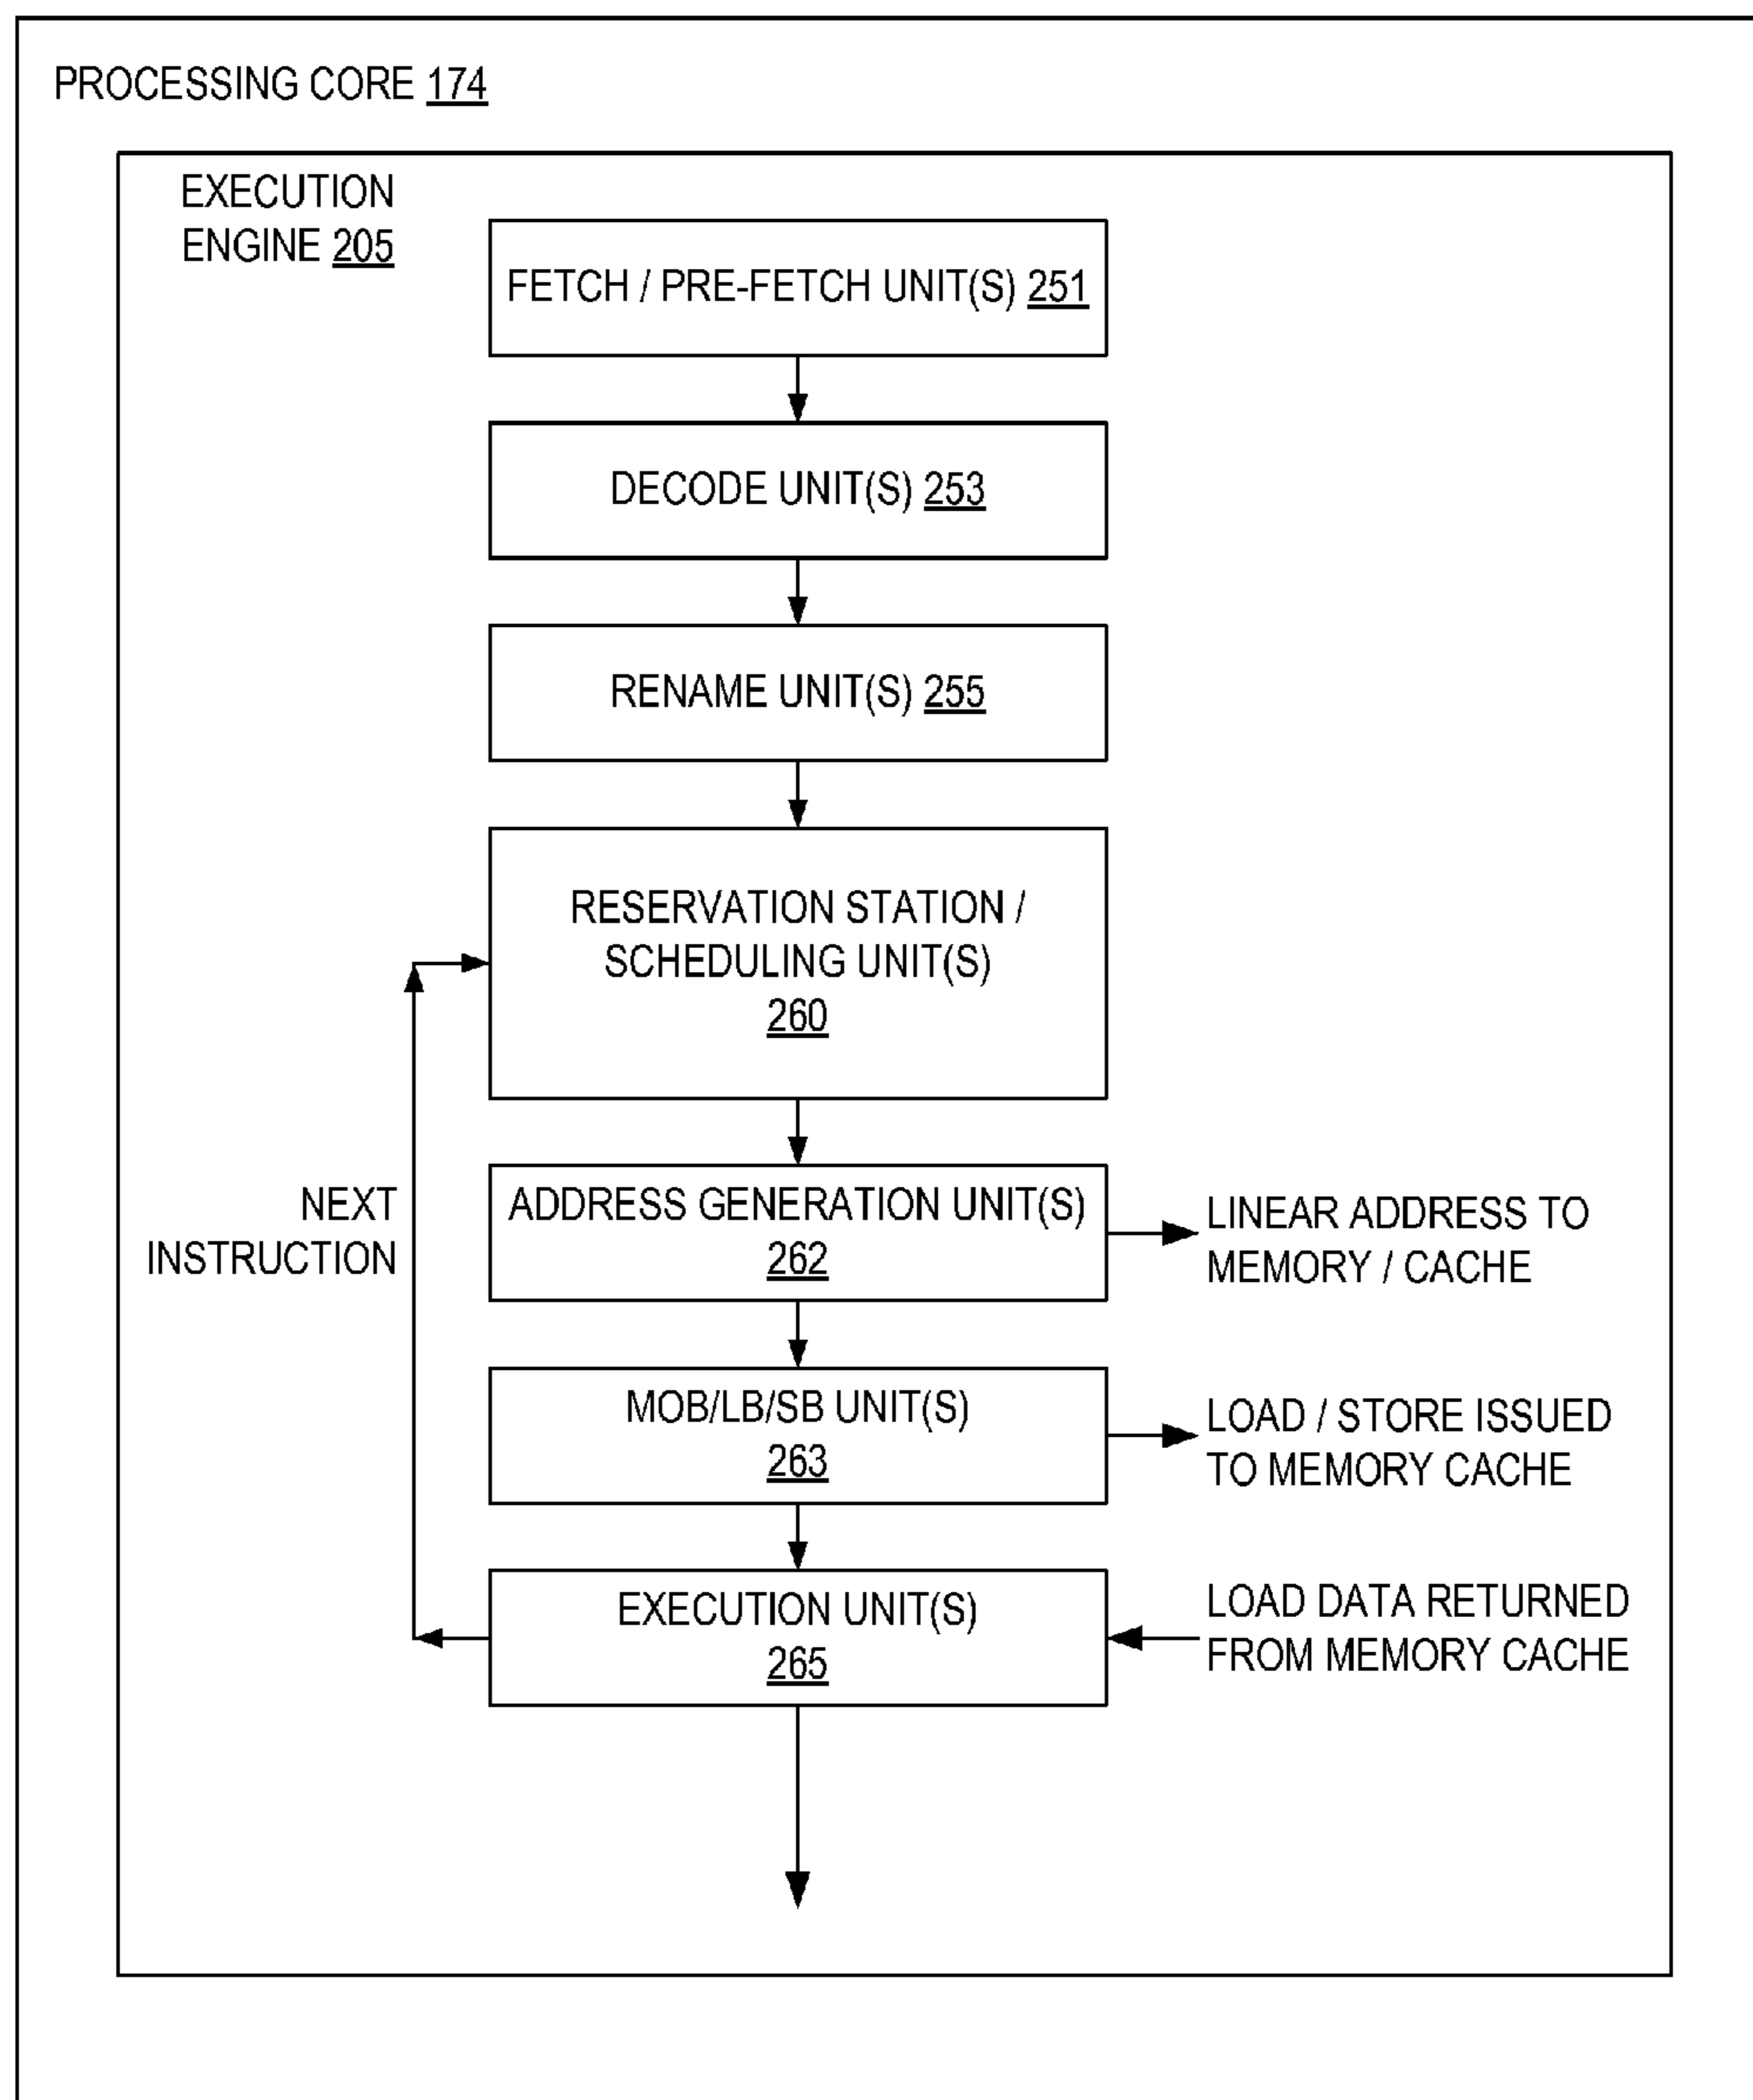 PROCESSING CORE 174
EXECUTION
ENGINE 205
FETCH / PRE-FETCH UNIT(S) 251
DECODE UNIT(S) 253
RENAME UNIT(S) 255
RESERVATION STATION /
SCHEDULING UNIT(S)
260
NEXT
INSTRUCTION
ADDRESS GENERATION UNIT(S)
262
LINEAR ADDRESS TO
MEMORY / CACHE
MOB/LB/SB UNIT(S)
263
LOAD / STORE ISSUED
TO MEMORY CACHE
EXECUTION UNIT(S)
265
LOAD DATA RETURNED
FROM MEMORY CACHE